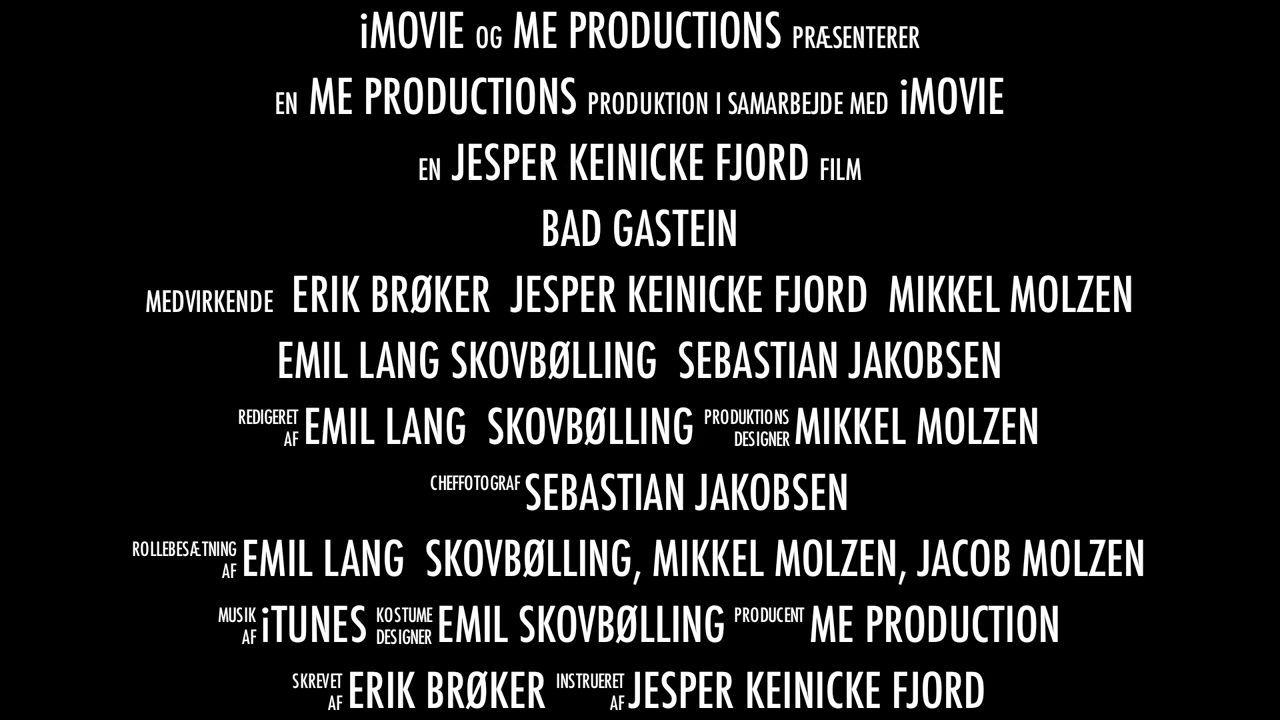 iMOVIE OG ME PRODUCTIONS PRÆSENTERER
EN ME PRODUCTIONS PRODUKTION I SAMARBEJDE MED iMOVIE
EN JESPER KEINICKE FJORD FILM
BAD GASTEIN
MEDVIRKENDE ERIK BRØKER JESPER KEINICKE FJORD MIKKEL MOLZEN
EMIL LANG SKOVBØLLING SEBASTIAN JAKOBSEN
REDIGERET AF EMIL LANG SKOVBØLLING PRODUKTIONS DESIGNER MIKKEL MOLZEN
CHEFFOTOGRAF SEBASTIAN JAKOBSEN
ROLLEBESÆTNING AF EMIL LANG SKOVBØLLING, MIKKEL MOLZEN, JACOB MOLZEN
MUSIK AF iTUNES KOSTUME DESIGNER EMIL SKOVBØLLING PRODUCENT ME PRODUCTION
SKREVET AF ERIK BRØKER INSTRUERET AF JESPER KEINICKE FJORD